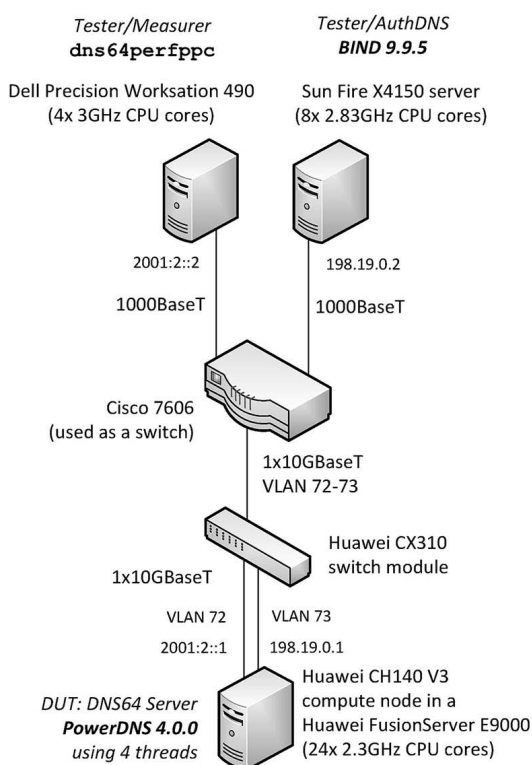 Tester/Measurer
dns64perfppc
Dell Precision Worksation 490
(4x 3GHz CPU cores)
Tester/AuthDNS
BIND 9.9.5
Sun Fire X4150 server
(8x 2.83GHz CPU cores)
2001:2::2
198.19.0.2
1000BaseT
1000BaseT
Cisco 7606
(used as a switch)
1x10GBaseT
VLAN 72-73
Huawei CX310
switch module
1x10GBaseT
VLAN 72
VLAN 73
2001:2::1
198.19.0.1
DUT: DNS64 Server
PowerDNS 4.0.0
using 4 threads
Huawei CH140 V3
compute node in a
Huawei FusionServer E9000
(24x 2.3GHz CPU cores)